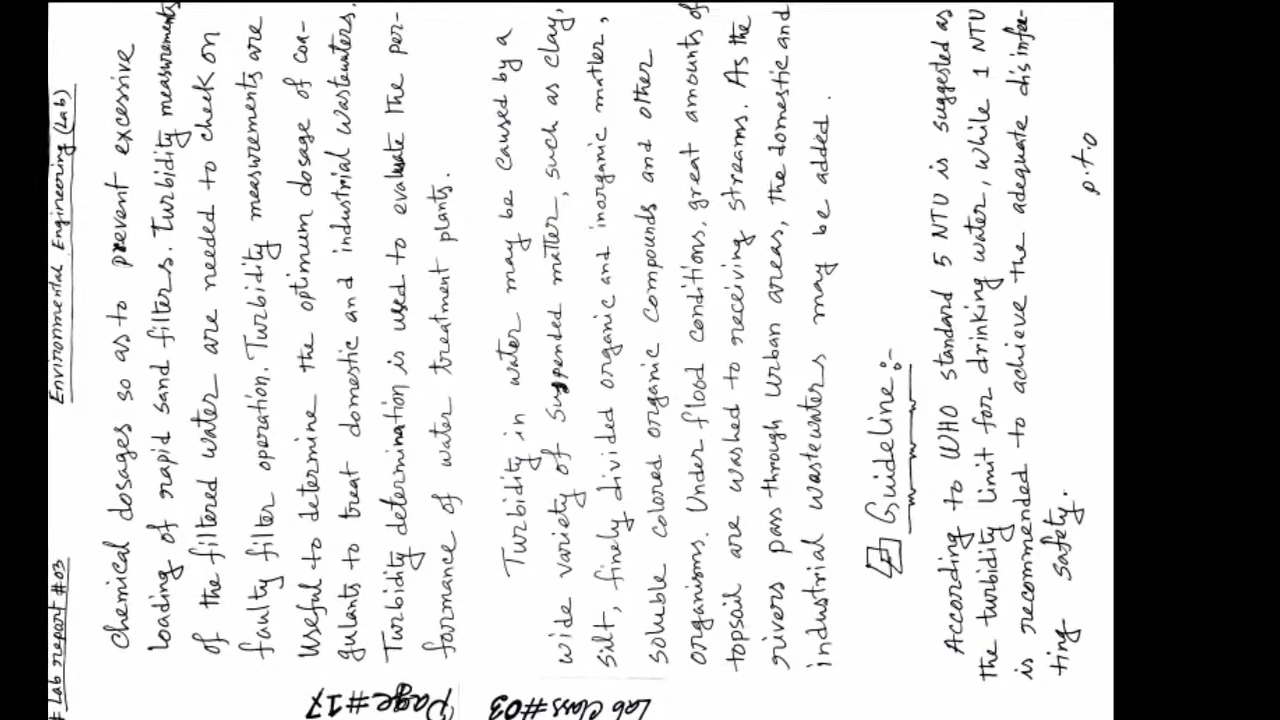 # Lab report #03
Environmental Engineering (Lab)
chemical dosages so as to prevent excessive
loading of rapid sand filters. Turbidity measurements
of the filtered water are needed to check on
faulty filter operation. Turbidity measurements are
useful to determine the optimum dosage of coa-
gulants to treat domestic and industrial wastewaters.
Turbidity determination is used to evaluate the per-
formance of water treatment plants.
Turbidity in water may be caused by a
wide variety of suspended matter, such as clay,
silt, finely divided organic and inorganic matter,
soluble colored organic compounds and other
organisms. Under flood conditions, great amounts of
topsoil are washed to receiving streams. As the
rivers pass through urban areas, the domestic and
industrial wastewaters may be added.
Guideline:-
According to WHO standard 5 NTU is suggested as
the turbidity limit for drinking water, while 1 NTU
is recommended to achieve the adequate disinfec-
ting safety.
p.t.o
Page #17
Lab Class #03